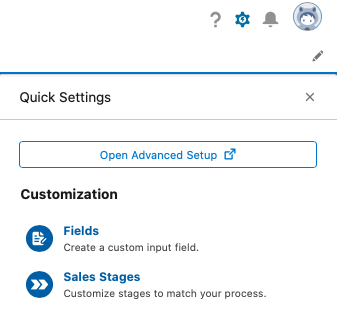 Quick Settings
Open Advanced Setup
Customization
Fields
Create a custom input field.
Sales Stages
Customize stages to match your process.